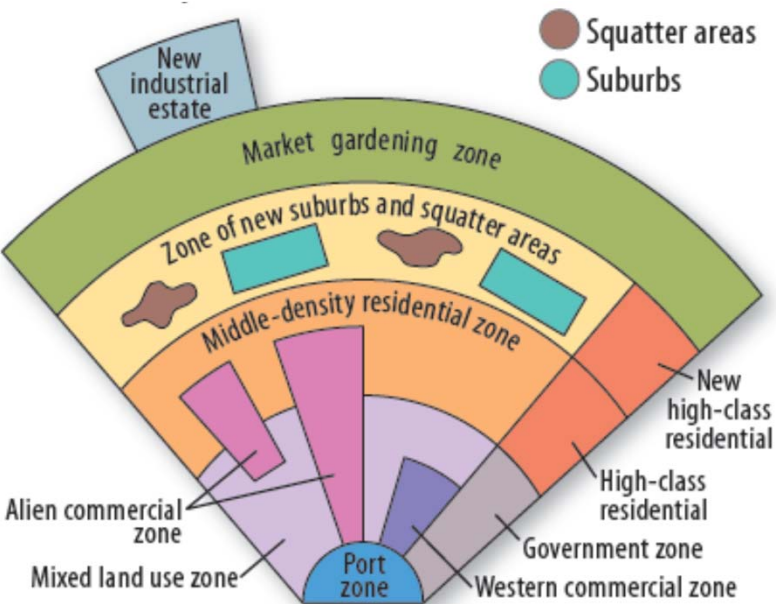 New
industrial
estate
Squatter areas
Suburbs
Market gardening zone
Zone of new suburbs and squatter areas
Middle-density residential zone
New
high-class
residential
High-class
residential
Alien commercial
zone
Government zone
Mixed land use zone
Port
zone
Western commercial zone